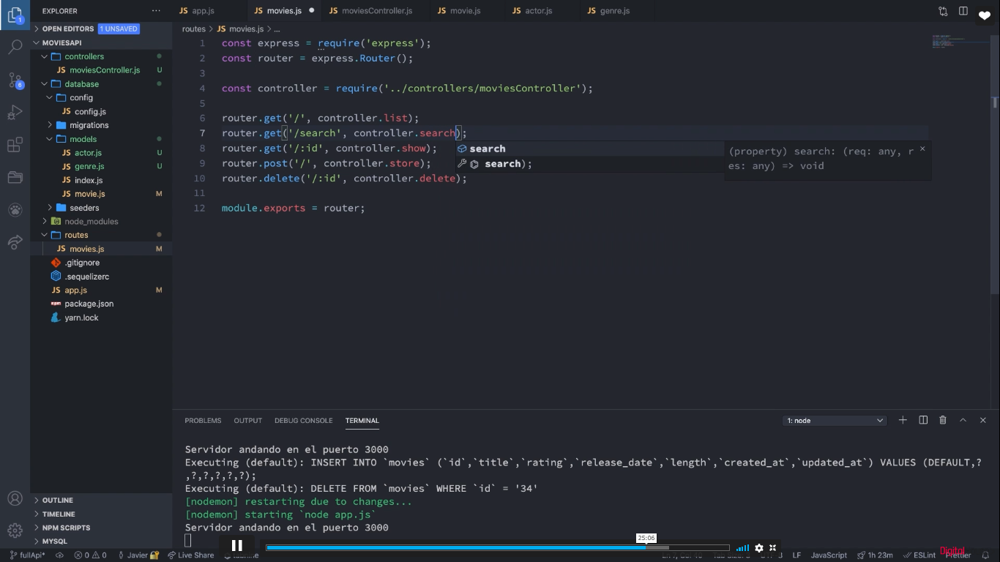 EXPLORER
...
JS app.js
JS movies.js ●
JS moviesController.js
JS movie.js
JS actor.js
JS genre.js
1
OPEN EDITORS 1 UNSAVED
routes > JS movies.js > ...
MOVIESAPI
controllers
JS moviesController.js U
database
config
JS config.js
migrations
models
JS actor.js U
JS genre.js U
JS index.js
JS movie.js M
seeders
node_modules
routes
JS movies.js M
.gitignore
.sequelizerc
JS app.js M
package.json
yarn.lock
6
1 const express = require('express');
2 const router = express.Router();
3
4 const controller = require('../controllers/moviesController');
5
6 router.get('/', controller.list);
7 router.get('/search', controller.search);
8 router.get('/:id', controller.show);
9 router.post('/', controller.store);
10 router.delete('/:id', controller.delete);
11
12 module.exports = router;
search
search);
(property) search: (req: any, r
es: any) => void
PROBLEMS OUTPUT DEBUG CONSOLE TERMINAL
1: node
Servidor andando en el puerto 3000
Executing (default): INSERT INTO `movies` (`id`,`title`,`rating`,`release_date`,`length`,`created_at`,`updated_at`) VALUES (DEFAULT,?
,?,?,?,?,?);
Executing (default): DELETE FROM `movies` WHERE `id` = '34'
[nodemon] restarting due to changes...
[nodemon] starting `node app.js`
Servidor andando en el puerto 3000
OUTLINE
TIMELINE
NPM SCRIPTS
MYSQL
25:06
fullApi* 0 0 Javier Live Share LF JavaScript 1h 23m ESLint Prettier
Digital